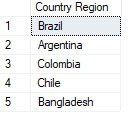 Country Region
1 Brazil
2 Argentina
3 Colombia
4 Chile
5 Bangladesh